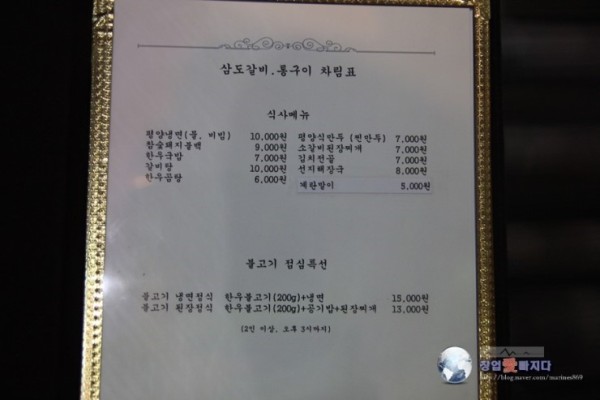 삼도갈비.통구이 차림표
식사메뉴
평양냉면(물, 비빔) 10,000원
참숯돼지불백 9,000원
한우국밥 7,000원
갈비탕 10,000원
한우곰탕 6,000원
평양식만두 (찐만두) 7,000원
소갈비된장찌개 7,000원
김치전골 7,000원
선지해장국 8,000원
계란말이 5,000원
불고기 점심특선
불고기 냉면정식 한우불고기(200g)+냉면 15,000원
불고기 된장정식 한우불고기(200g)+공기밥+된장찌개 13,000원
(2인 이상, 오후 3시까지)
창업愛빠지다
http://blog.naver.com/marines869